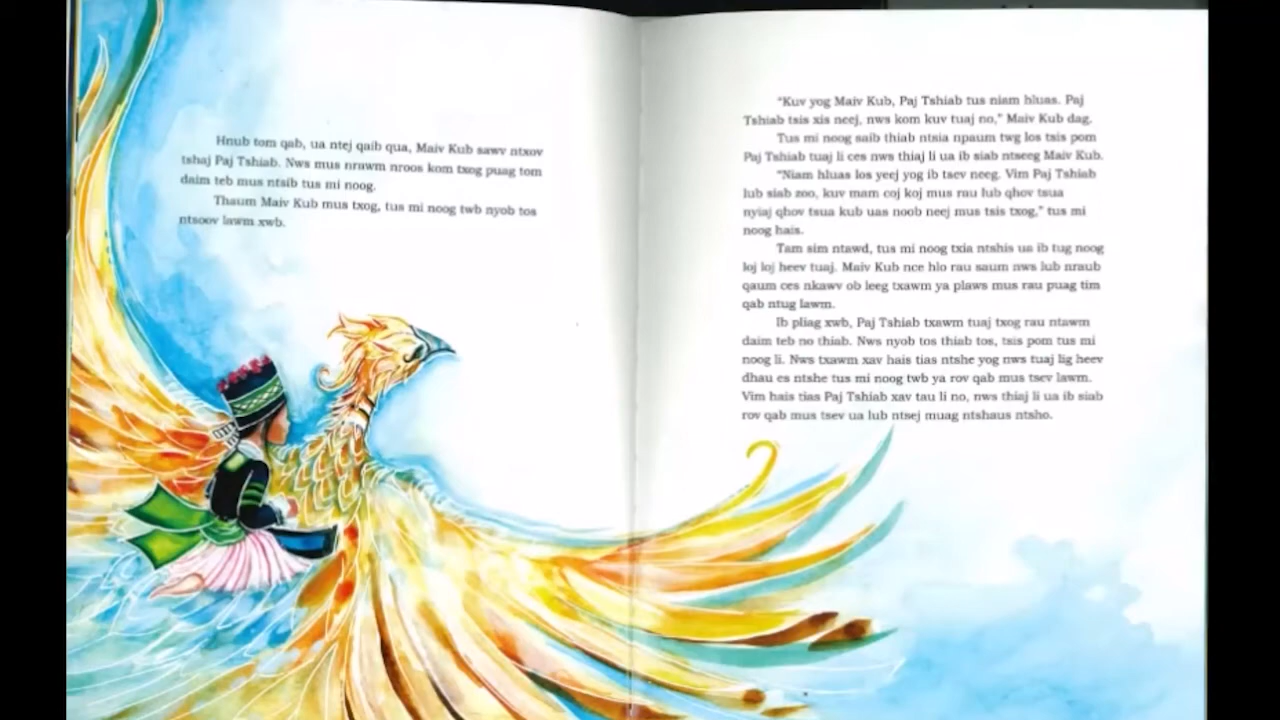 Hnub tom qab, ua ntej qaib qua, Maiv Kub sawv ntxov
tshaj Paj Tshiab. Nws mus nrawm nroos kom txog puag tom
daim teb mus ntsib tus mi noog.
Thaum Maiv Kub mus txog, tus mi noog twb nyob tos
ntsoov lawm xwb.
"Kuv yog Maiv Kub, Paj Tshiab tus niam hluas. Paj
Tshiab tsis xis neej, nws kom kuv tuaj no," Maiv Kub dag.
Tus mi noog saib thiab ntsia npaum twg los tsis pom
Paj Tshiab tuaj li ces nws thiaj li ua ib siab ntseeg Maiv Kub.
"Niam hluas los yeej yog ib tsev neeg. Vim Paj Tshiab
lub siab zoo, kuv mam coj koj mus rau lub qhov tsua
nyiaj qhov tsua kub uas noob neej mus tsis txog," tus mi
noog hais.
Tam sim ntawd, tus mi noog txia ntshis ua ib tug noog
loj loj heev tuaj. Maiv Kub nce hlo rau saum nws lub nraub
qaum ces nkawv ob leeg txawm ya plaws mus rau puag tim
qab ntug lawm.
Ib pliag xwb, Paj Tshiab txawm tuaj txog rau ntawm
daim teb no thiab. Nws nyob tos thiab tos, tsis pom tus mi
noog li. Nws txawm xav hais tias ntshe yog nws tuaj lig heev
dhau es ntshe tus mi noog twb ya rov qab mus tsev lawm.
Vim hais tias Paj Tshiab xav tau li no, nws thiaj li ua ib siab
rov qab mus tsev ua lub ntsej muag ntshaus ntsho.